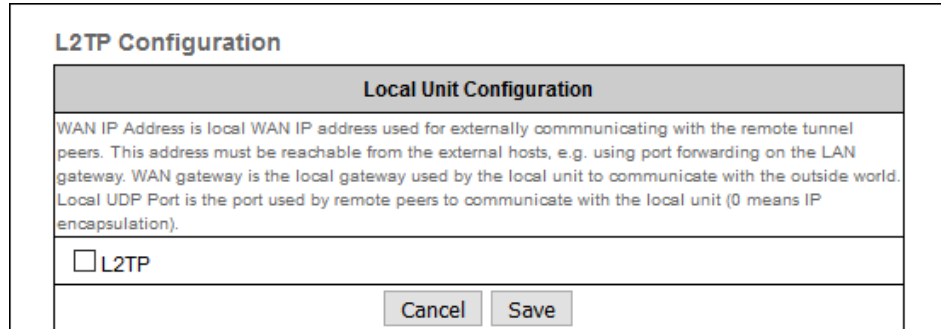 L2TP Configuration
Local Unit Configuration
WAN IP Address is local WAN IP address used for externally commnunicating with the remote tunnel
peers. This address must be reachable from the external hosts, e.g. using port forwarding on the LAN
gateway. WAN gateway is the local gateway used by the local unit to communicate with the outside world.
Local UDP Port is the port used by remote peers to communicate with the local unit (0 means IP
encapsulation).
L2TP
Cancel Save